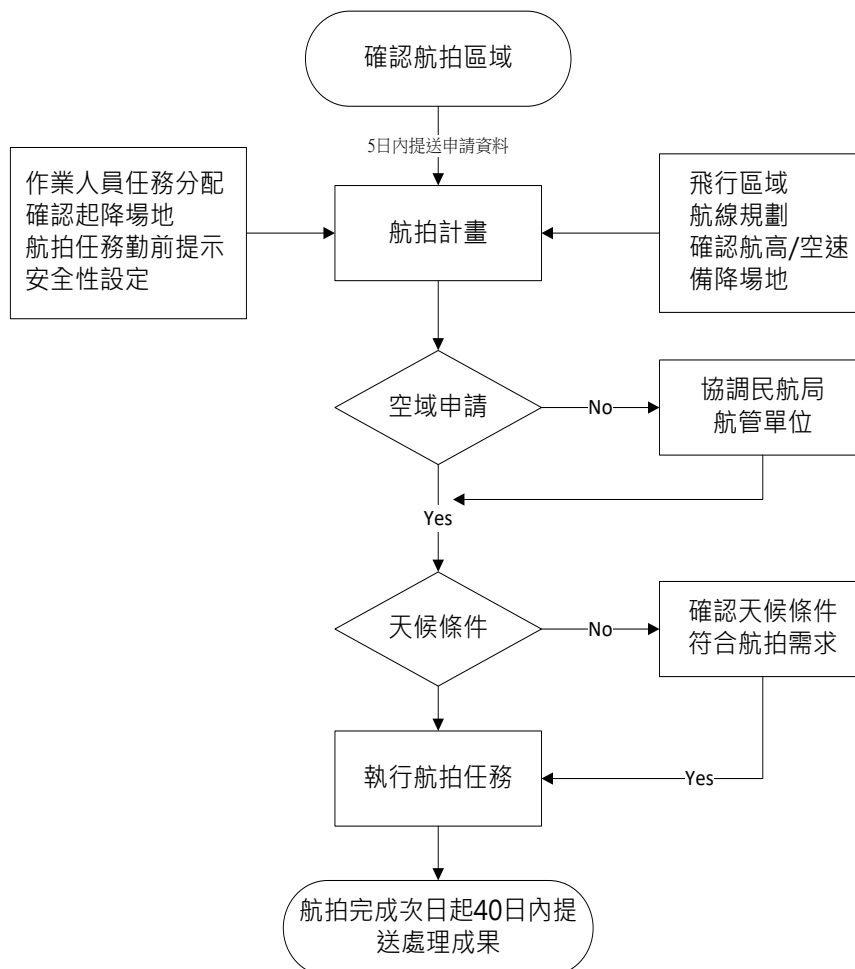 確認航拍區域
5日內提送申請資料
作業人員任務分配
確認起降場地
航拍任務勤前提示
安全性設定
航拍計畫
飛行區域
航線規劃
確認航高/空速
備降場地
空域申請
No
協調民航局
航管單位
Yes
天候條件
No
確認天候條件
符合航拍需求
執行航拍任務
Yes
航拍完成次日起40日內提
送處理成果